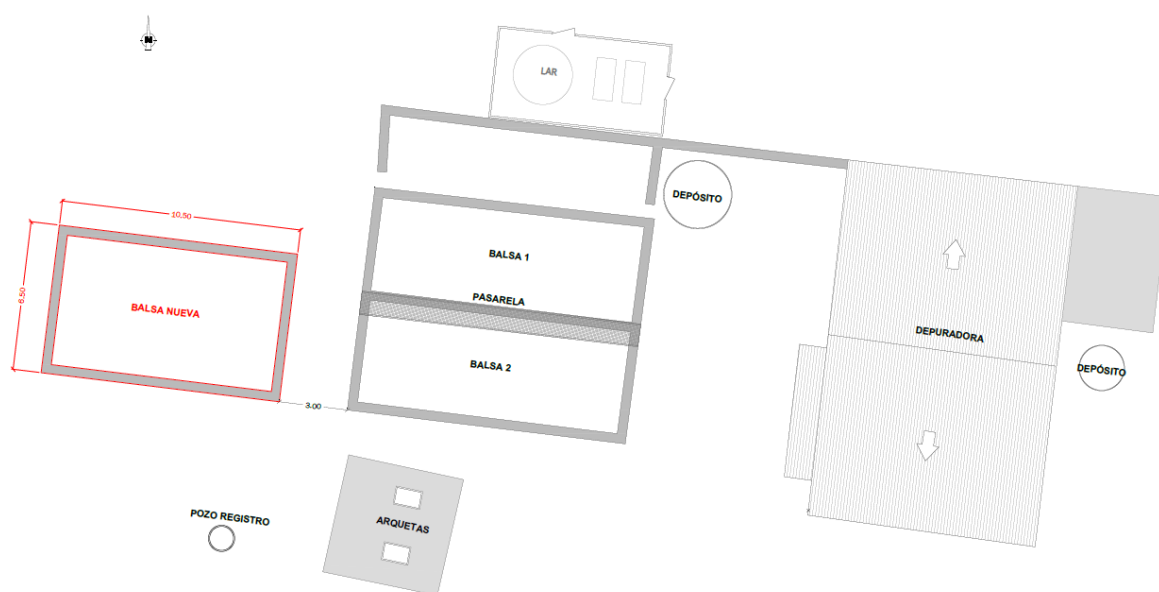 N
LAR
DEPÓSITO
10,50
BALSA 1
6,50
BALSA NUEVA
PASARELA
DEPURADORA
BALSA 2
DEPÓSITO
3.00
POZO REGISTRO
ARQUETAS